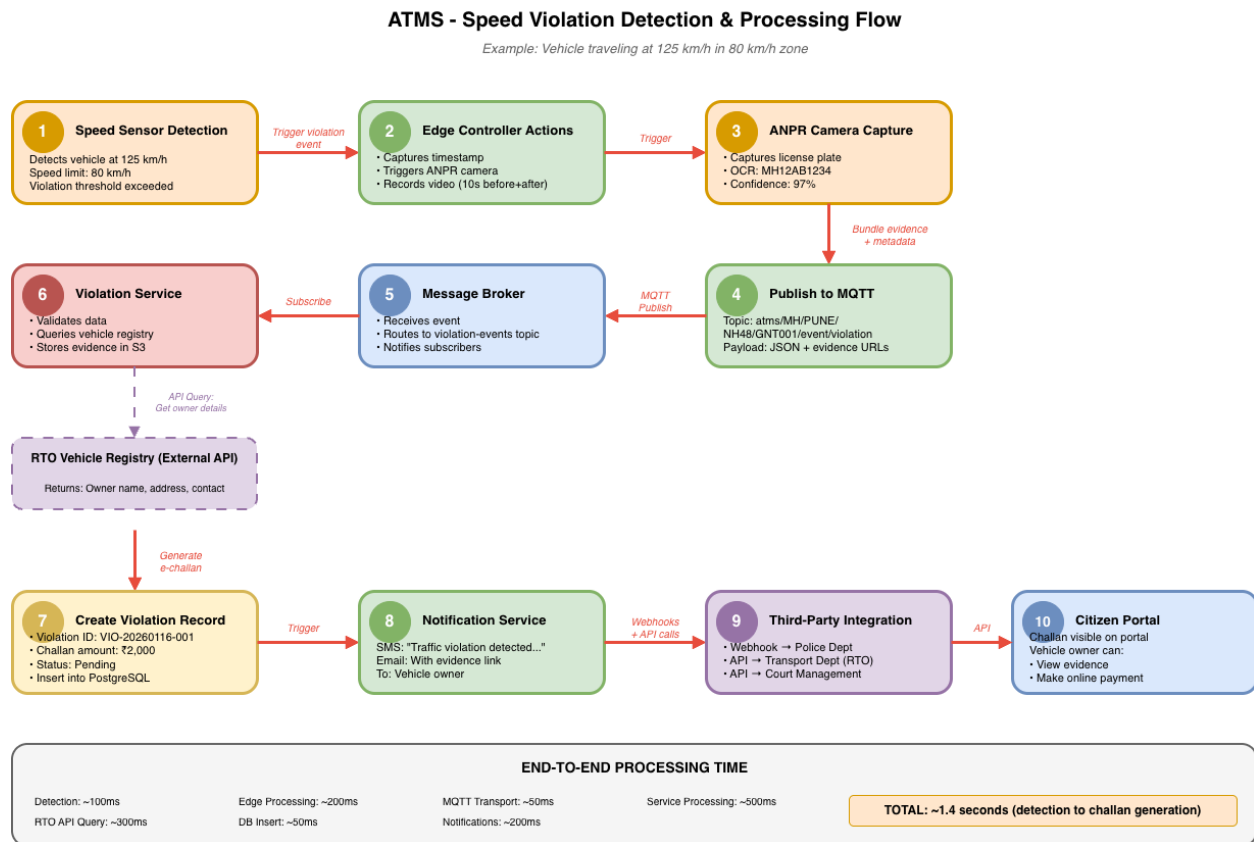 ATMS - Speed Violation Detection & Processing Flow
Example: Vehicle traveling at 125 km/h in 80 km/h zone
1
Speed Sensor Detection
Detects vehicle at 125 km/h
Speed limit: 80 km/h
Violation threshold exceeded
Trigger violation
event
2
Edge Controller Actions
• Captures timestamp
• Triggers ANPR camera
• Records video (10s before+after)
Trigger
3
ANPR Camera Capture
• Captures license plate
• OCR: MH12AB1234
• Confidence: 97%
Bundle evidence
+ metadata
4
Publish to MQTT
Topic: atms/MH/PUNE/
NH48/GNT001/event/violation
Payload: JSON + evidence URLs
MQTT
Publish
5
Message Broker
• Receives event
• Routes to violation-events topic
• Notifies subscribers
Subscribe
6
Violation Service
• Validates data
• Queries vehicle registry
• Stores evidence in S3
API Query:
Get owner details
RTO Vehicle Registry (External API)
Returns: Owner name, address, contact
Generate
e-challan
7
Create Violation Record
• Violation ID: VIO-20260116-001
• Challan amount: ₹2,000
• Status: Pending
• Insert into PostgreSQL
Trigger
8
Notification Service
SMS: "Traffic violation detected..."
Email: With evidence link
To: Vehicle owner
Webhooks
+ API calls
9
Third-Party Integration
• Webhook → Police Dept
• API → Transport Dept (RTO)
• API → Court Management
API
10
Citizen Portal
Challan visible on portal
Vehicle owner can:
• View evidence
• Make online payment
END-TO-END PROCESSING TIME
Detection: ~100ms
Edge Processing: ~200ms
MQTT Transport: ~50ms
Service Processing: ~500ms
RTO API Query: ~300ms
DB Insert: ~50ms
Notifications: ~200ms
TOTAL: ~1.4 seconds (detection to challan generation)